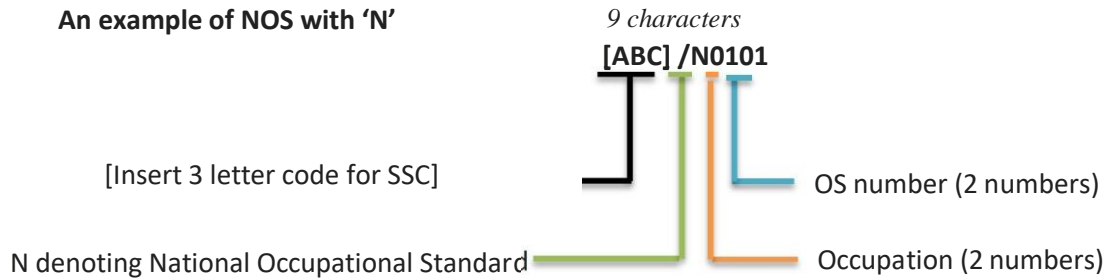 An example of NOS with ‘N’
9 characters
[ABC] /N0101
[Insert 3 letter code for SSC]
OS number (2 numbers)
N denoting National Occupational Standard
Occupation (2 numbers)